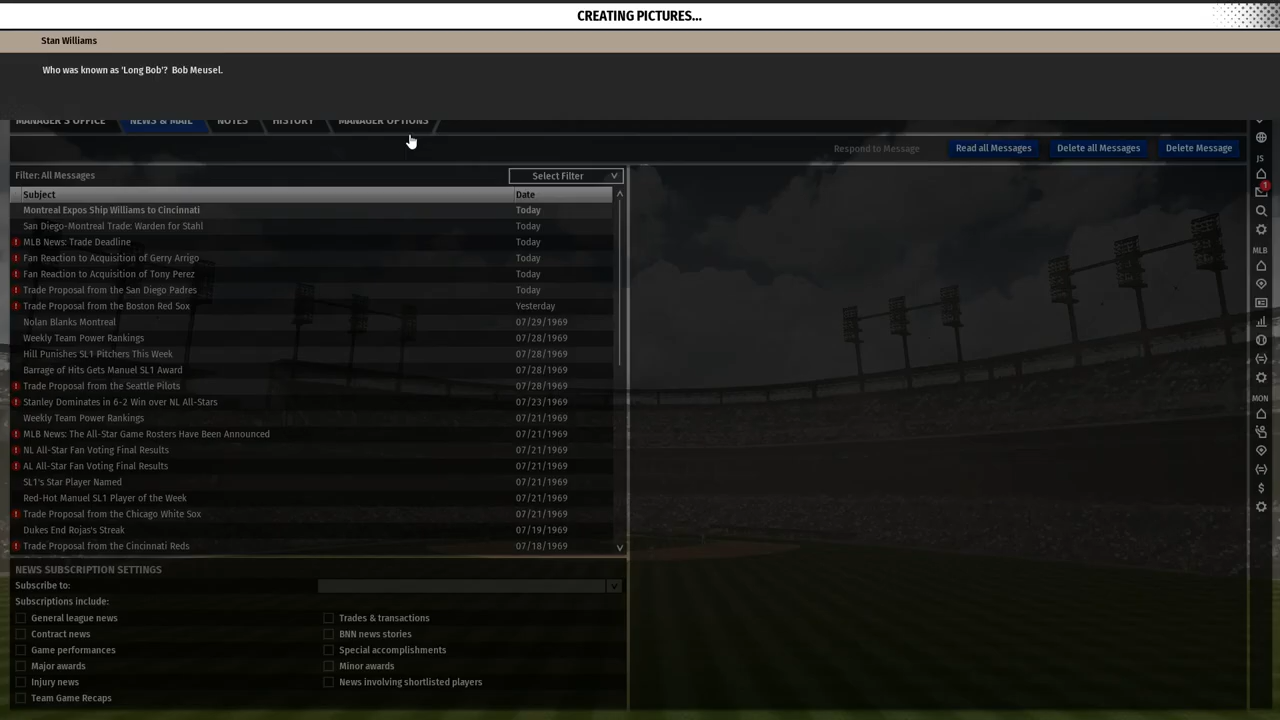 CREATING PICTURES...
Stan Williams
Who was known as 'Long Bob'?  Bob Meusel.
MANAGER'S OFFICE
NEWS & MAIL
NOTES
HISTORY
MANAGER OPTIONS
Respond to Message
Read all Messages
Delete all Messages
Delete Message
Filter: All Messages
Select Filter
Subject Date
Montreal Expos Ship Williams to Cincinnati Today
San Diego-Montreal Trade: Warden for Stahl Today
MLB News: Trade Deadline Today
Fan Reaction to Acquisition of Gerry Arrigo Today
Fan Reaction to Acquisition of Tony Perez Today
Trade Proposal from the San Diego Padres Today
Trade Proposal from the Boston Red Sox Yesterday
Nolan Blanks Montreal 07/29/1969
Weekly Team Power Rankings 07/28/1969
Hill Punishes SL1 Pitchers This Week 07/28/1969
Barrage of Hits Gets Manuel SL1 Award 07/28/1969
Trade Proposal from the Seattle Pilots 07/28/1969
Stanley Dominates in 6-2 Win over NL All-Stars 07/23/1969
Weekly Team Power Rankings 07/21/1969
MLB News: The All-Star Game Rosters Have Been Announced 07/21/1969
NL All-Star Fan Voting Final Results 07/21/1969
AL All-Star Fan Voting Final Results 07/21/1969
SL1's Star Player Named 07/21/1969
Red-Hot Manuel SL1 Player of the Week 07/21/1969
Trade Proposal from the Chicago White Sox 07/21/1969
Dukes End Rojas's Streak 07/19/1969
Trade Proposal from the Cincinnati Reds 07/18/1969
NEWS SUBSCRIPTION SETTINGS
Subscribe to:
Subscriptions include:
General league news
Trades & transactions
Contract news
BNN news stories
Game performances
Special accomplishments
Major awards
Minor awards
Injury news
News involving shortlisted players
Team Game Recaps
JS
1
MLB
MON
$